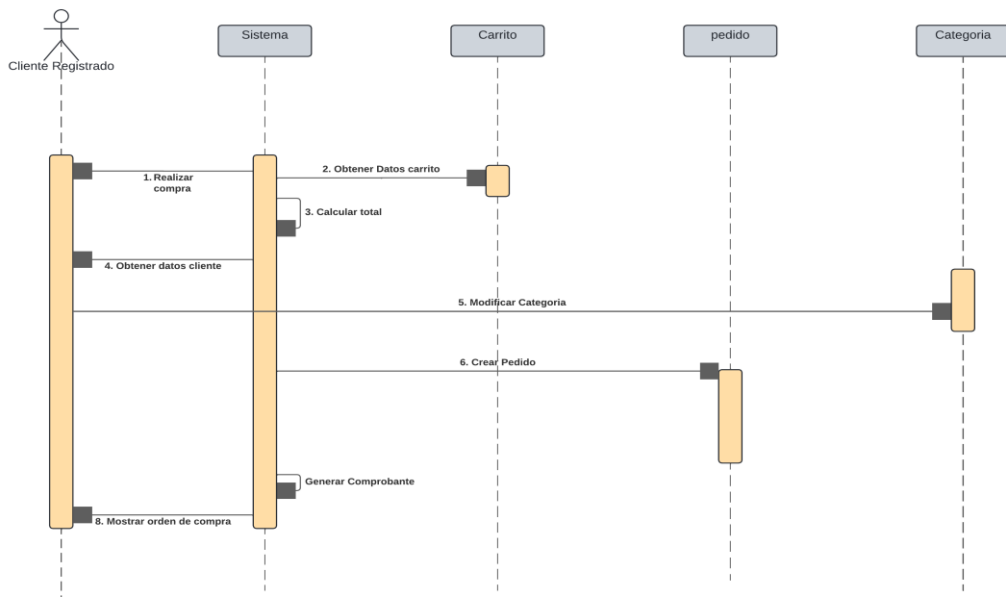 Sistema
Carrito
pedido
Categoria
Cliente Registrado
1. Realizar
compra
2. Obtener Datos carrito
3. Calcular total
4. Obtener datos cliente
5. Modificar Categoria
6. Crear Pedido
Generar Comprobante
8. Mostrar orden de compra